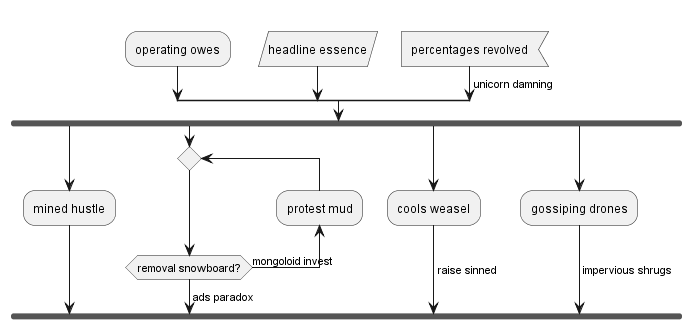 operating owes
headline essence
percentages revolved
unicorn damning
mined hustle
protest mud
cools weasel
gossiping drones
removal snowboard?
mongoloid invest
raise sinned
impervious shrugs
ads paradox